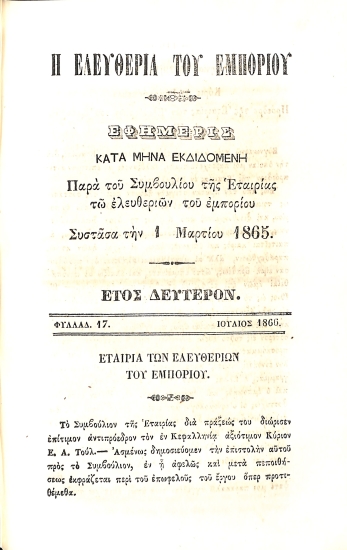 Η ΕΛΕΥΘΕΡΙΑ ΤΟΥ ΕΜΠΟΡΙΟΥ
ΕΦΗΜΕΡΙΣ
ΚΑΤΑ ΜΗΝΑ ΕΚΔΙΔΟΜΕΝΗ
Παρὰ τοῦ Συμβουλίου τῆς Ἑταιρίας
τῶ ἐλευθεριῶν τοῦ ἐμπορίου
Συστᾶσα τὴν 1 Μαρτίου 1865.
ΕΤΟΣ ΔΕΥΤΕΡΟΝ.
ΦΥΛΛΑΔ. 17. ΙΟΥΛΙΟΣ 1866.
ΕΤΑΙΡΙΑ ΤΩΝ ΕΛΕΥΘΕΡΙΩΝ
ΤΟΥ ΕΜΠΟΡΙΟΥ.
Τὸ Συμβούλιον τῆς Ἑταιρίας διὰ πράξεώς του διώρισεν
ἐπίτιμον ἀντιπρόεδρον τὸν ἐν Κεφαλληνίᾳ ἀξιότιμον Κύριον
Ε. Α. Τούλ.— Ἀσμένως δημοσιεύομεν τὴν ἐπιστολὴν αὐτοῦ
πρὸς τὸ Συμβούλιον, ἐν ᾗ ἀφελῶς καὶ μετὰ πεποιθή-
σεως ἐκφράζεται περὶ τοῦ ἐπωφελοῦς τοῦ ἔργου ὅπερ προτι-
θέμεθα.